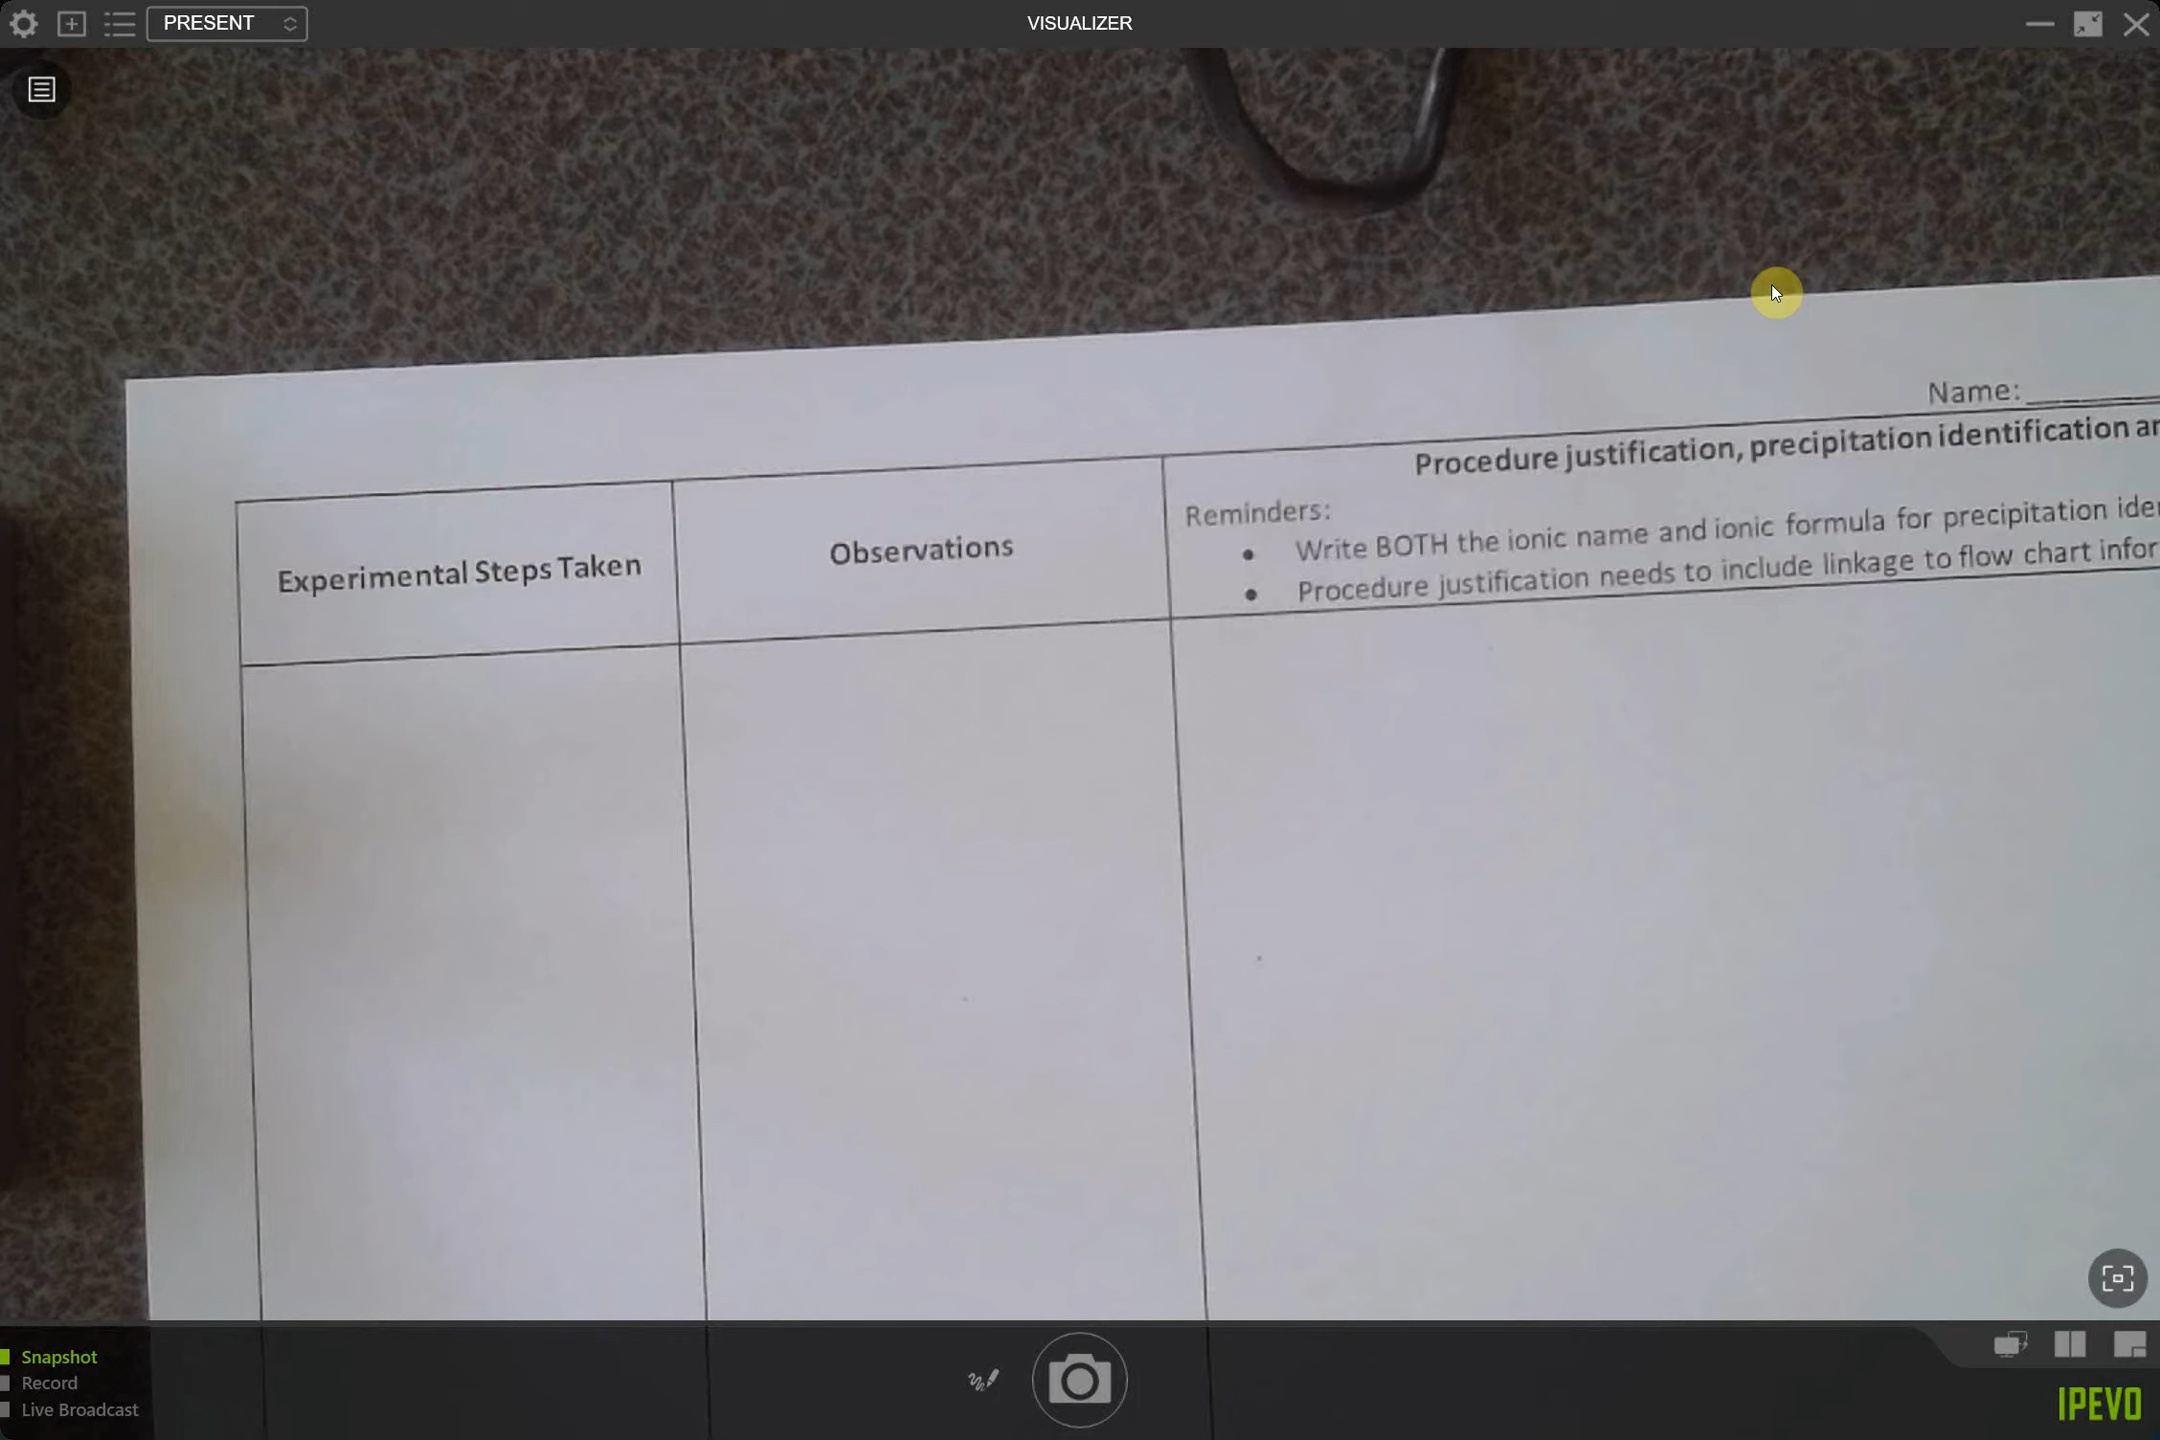 PRESENT
VISUALIZER
Name:
Procedure justification, precipitation identification
Reminders:
Write BOTH the ionic name and ionic formula for precipitation
Procedure justification needs to include linkage to flow chart
Experimental Steps Taken
Observations
Snapshot
Record
Live Broadcast
IPEVO